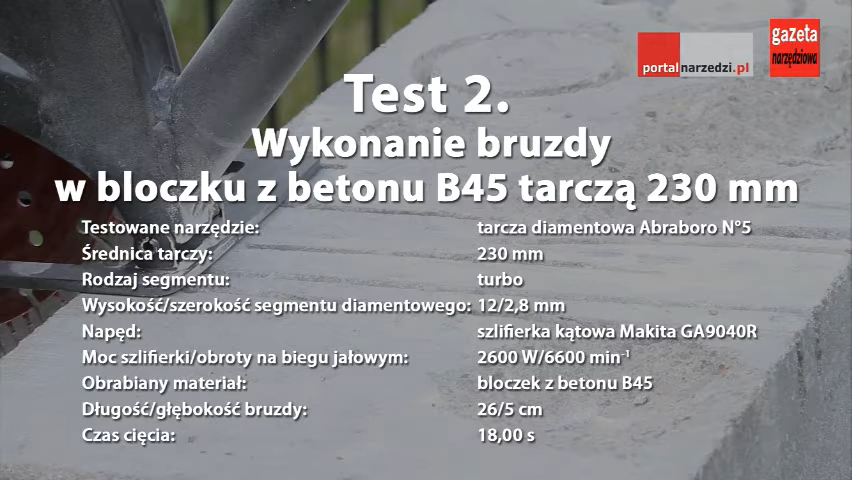 portalnarzedzi.pl
gazeta
narzędziowa
Test 2.
Wykonanie bruzdy
w bloczku z betonu B45 tarczą 230 mm
Testowane narzędzie: tarcza diamentowa Abraboro N°5
Średnica tarczy: 230 mm
Rodzaj segmentu: turbo
Wysokość/szerokość segmentu diamentowego: 12/2,8 mm
Napęd: szlifierka kątowa Makita GA9040R
Moc szlifierki/obroty na biegu jałowym: 2600 W/6600 min⁻¹
Obrabiany materiał: bloczek z betonu B45
Długość/głębokość bruzdy: 26/5 cm
Czas cięcia: 18,00 s